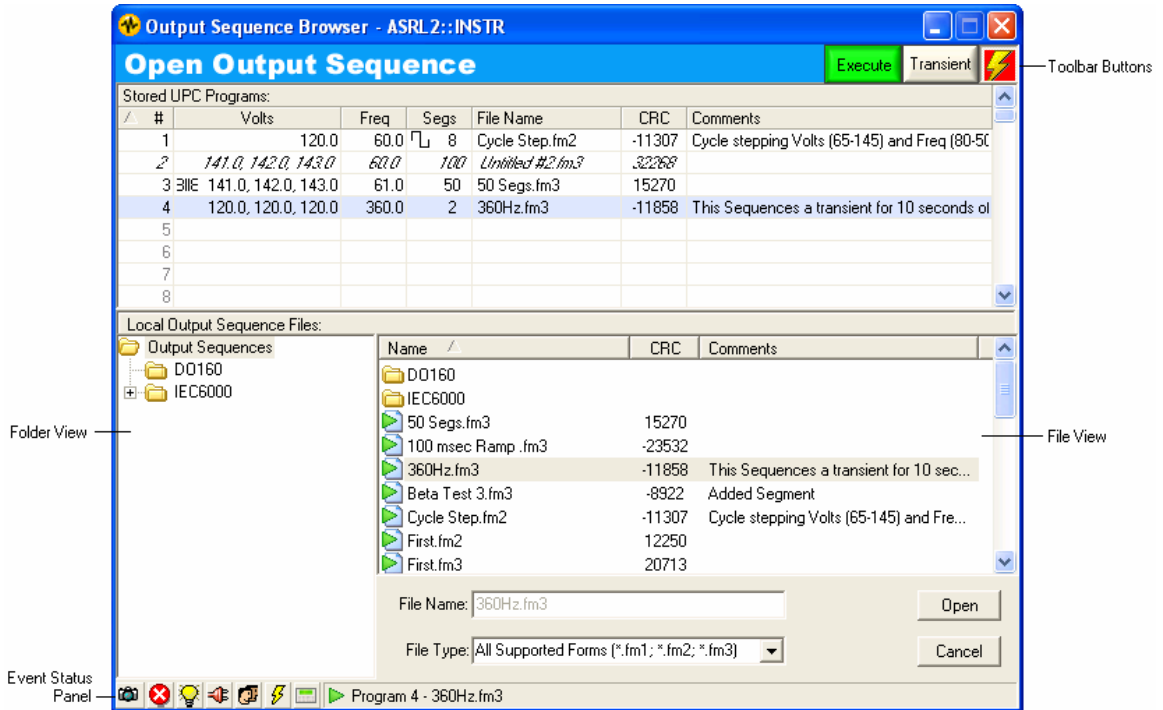 Output Sequence Browser - ASRL2::INSTR
Open Output Sequence
Execute Transient
Toolbar Buttons
Stored UPC Programs:
# Volts Freq Segs File Name CRC Comments
1 120.0 60.0 8 Cycle Step.fm2 -11307 Cycle stepping Volts (65-145) and Freq (80-50
2 141.0, 142.0, 143.0 60.0 100 Untitled #2.fm3 32268
3 141.0, 142.0, 143.0 61.0 50 50 Segs.fm3 15270
4 120.0, 120.0, 120.0 360.0 2 360Hz.fm3 -11858 This Sequences a transient for 10 seconds of
5
6
7
8
Local Output Sequence Files:
Output Sequences
DO160
IEC6000
Folder View
Name CRC Comments
DO160
IEC6000
50 Segs.fm3 15270
100 msec Ramp .fm3 -23532
360Hz.fm3 -11858 This Sequences a transient for 10 sec...
Beta Test 3.fm3 -8922 Added Segment
Cycle Step.fm2 -11307 Cycle stepping Volts (65-145) and Fre...
First.fm2 12250
First.fm3 20713
File View
File Name: 360Hz.fm3
Open
File Type: All Supported Forms (*.fm1; *.fm2; *.fm3)
Cancel
Event Status
Panel
Program 4 - 360Hz.fm3